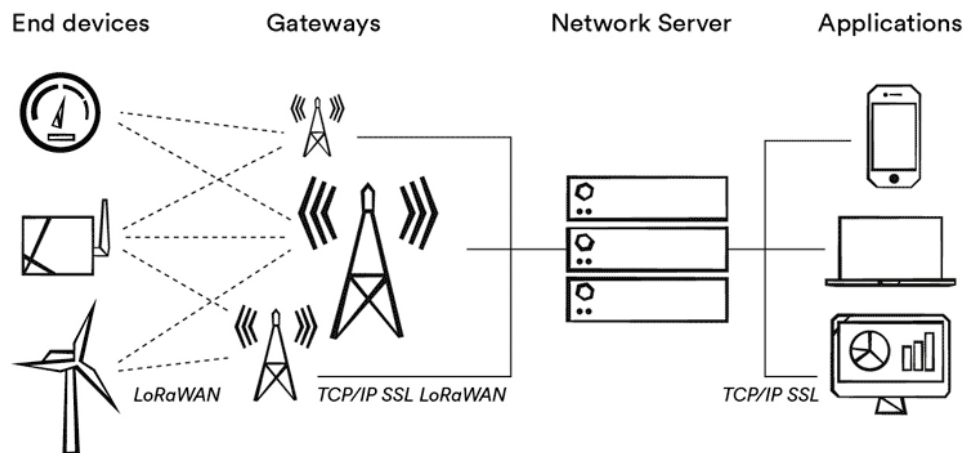 End devices
Gateways
Network Server
Applications
LoRaWAN
TCP/IP SSL LoRaWAN
TCP/IP SSL